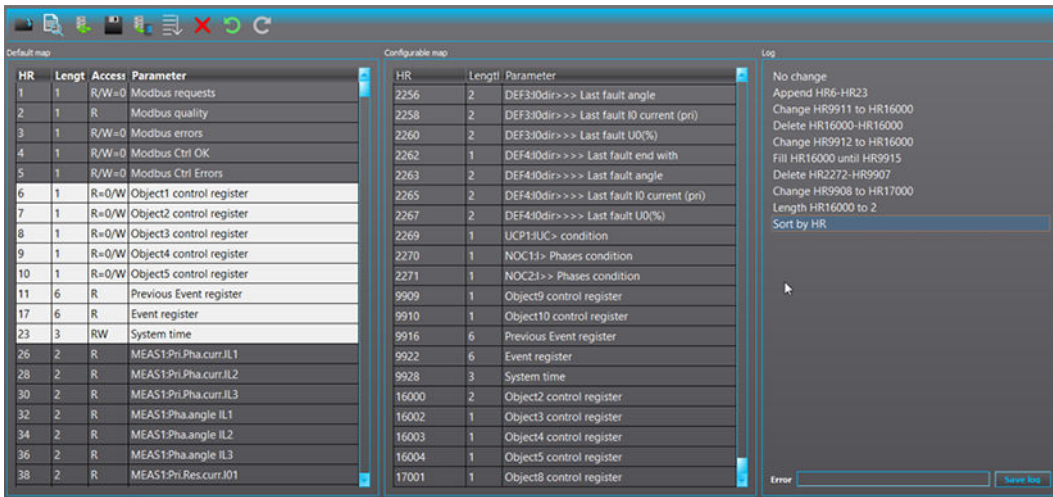 Default map
HR Lengt Access Parameter
1 1 R/W=0 Modbus requests
2 1 R Modbus quality
3 1 R/W=0 Modbus errors
4 1 R/W=0 Modbus Ctrl OK
5 1 R/W=0 Modbus Ctrl Errors
6 1 R=0/W Object1 control register
7 1 R=0/W Object2 control register
8 1 R=0/W Object3 control register
9 1 R=0/W Object4 control register
10 1 R=0/W Object5 control register
11 6 R Previous Event register
17 6 R Event register
23 3 RW System time
26 2 R MEAS1:Pri.Pha.curr.IL1
28 2 R MEAS1:Pri.Pha.curr.IL2
30 2 R MEAS1:Pri.Pha.curr.IL3
32 2 R MEAS1:Pha.angle IL1
34 2 R MEAS1:Pha.angle IL2
36 2 R MEAS1:Pha.angle IL3
38 2 R MEAS1:Pri.Res.curr.I01
Configurable map
HR Lengtl Parameter
2256 2 DEF3:I0dir>>> Last fault angle
2258 2 DEF3:I0dir>>> Last fault I0 current (pri)
2260 2 DEF3:I0dir>>> Last fault U0(%)
2262 1 DEF4:I0dir>>>> Last fault end with
2263 2 DEF4:I0dir>>>> Last fault angle
2265 2 DEF4:I0dir>>>> Last fault I0 current (pri)
2267 2 DEF4:I0dir>>>> Last fault U0(%)
2269 1 UCP1:IUC> condition
2270 1 NOC1:I> Phases condition
2271 1 NOC2:I>> Phases condition
9909 1 Object9 control register
9910 1 Object10 control register
9916 6 Previous Event register
9922 6 Event register
9928 3 System time
16000 2 Object2 control register
16002 1 Object3 control register
16003 1 Object4 control register
16004 1 Object5 control register
17001 1 Object8 control register
Log
No change
Append HR6-HR23
Change HR9911 to HR16000
Delete HR16000-HR16000
Change HR9912 to HR16000
Fill HR16000 until HR9915
Delete HR2272-HR9907
Change HR9908 to HR17000
Length HR16000 to 2
Sort by HR
Error
Save log